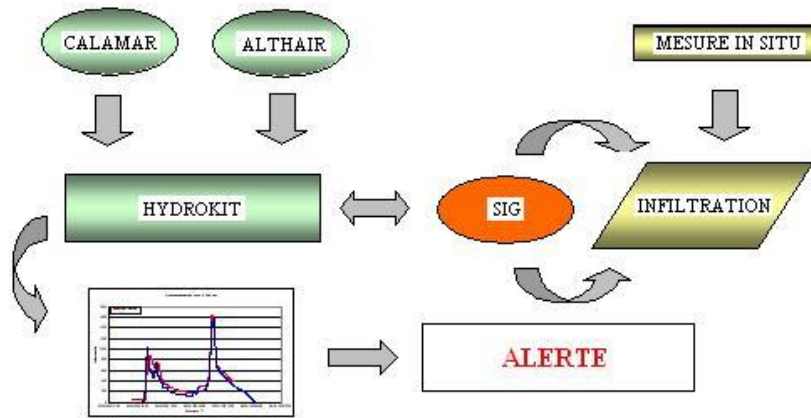 CALAMAR
ALTHAIR
MESURE IN SITU
HYDROKIT
SIG
INFILTRATION
ALERTE